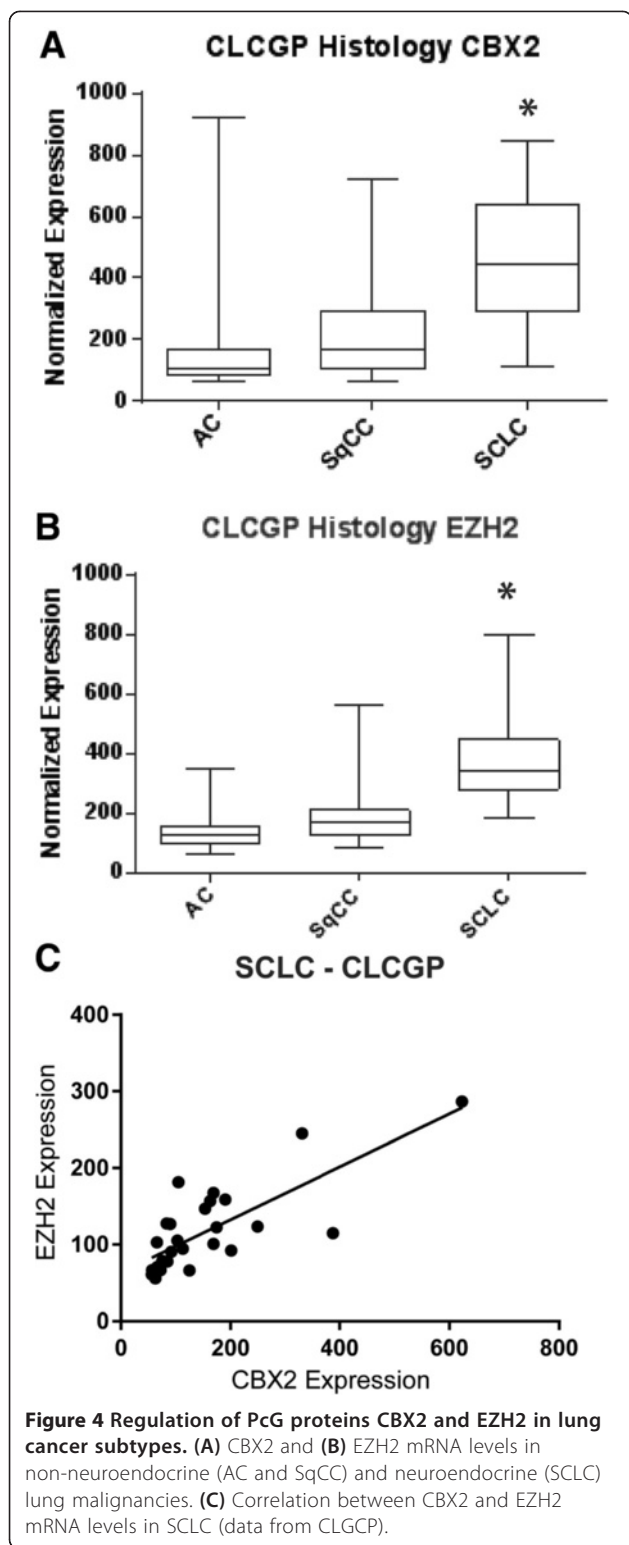 A
CLCGP Histology CBX2
Normalized Expression
1000
800
600
400
200
0
*
AC
SqCC
SCLC
B
CLCGP Histology EZH2
Normalized Expression
1000
800
600
400
200
0
*
AC
SqCC
SCLC
C
SCLC - CLCGP
EZH2 Expression
400
300
200
100
0
0 200 400 600 800
CBX2 Expression
Figure 4 Regulation of PcG proteins CBX2 and EZH2 in lung
cancer subtypes. (A) CBX2 and (B) EZH2 mRNA levels in
non-neuroendocrine (AC and SqCC) and neuroendocrine (SCLC)
lung malignancies. (C) Correlation between CBX2 and EZH2
mRNA levels in SCLC (data from CLGCP).